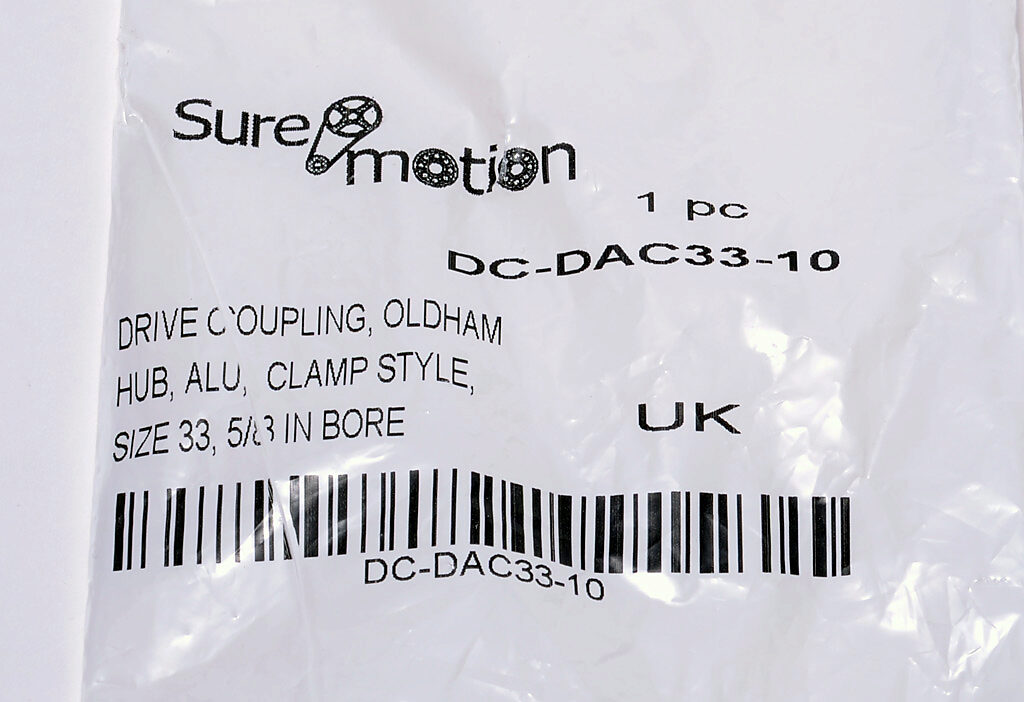 Sure motion
1 pc
DC-DAC33-10
DRIVE COUPLING, OLDHAM
HUB, ALU, CLAMP STYLE,
SIZE 33, 5/8 IN BORE
UK
DC-DAC33-10